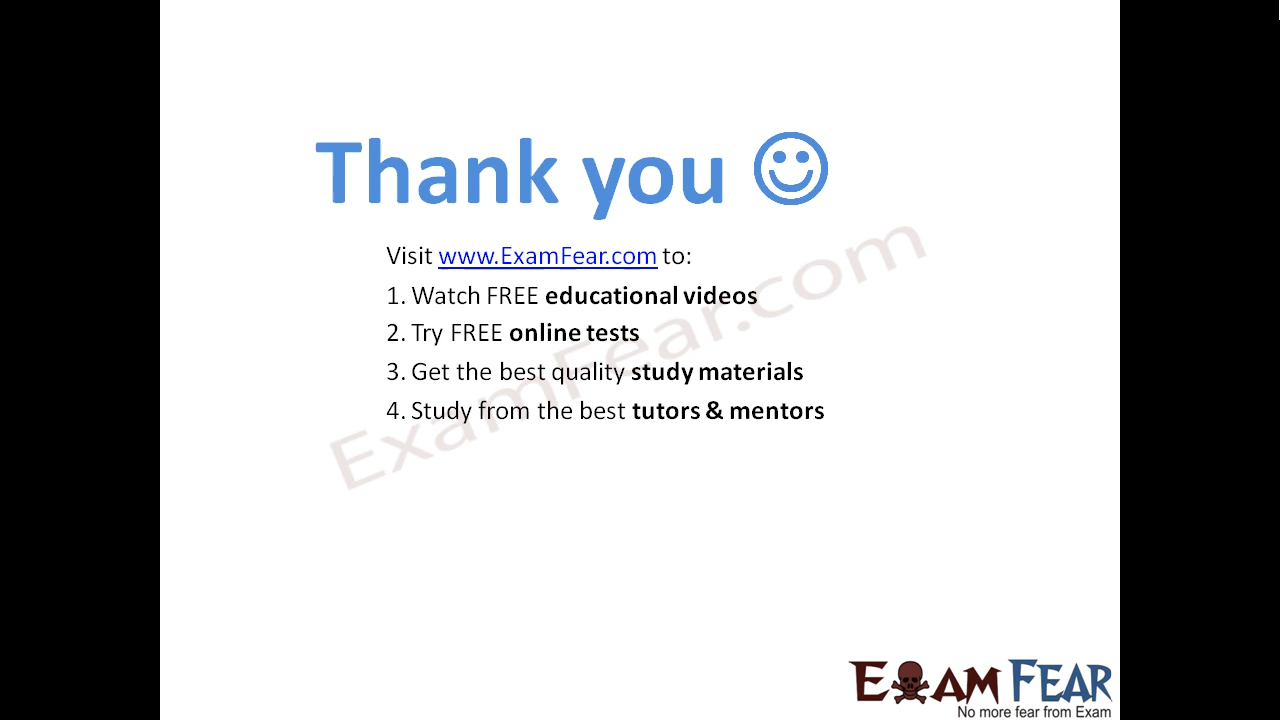 Thank you
Visit www.ExamFear.com to:
1. Watch FREE educational videos
2. Try FREE online tests
3. Get the best quality study materials
4. Study from the best tutors & mentors
ExamFear.com
EXAM FEAR
No more fear from Exam